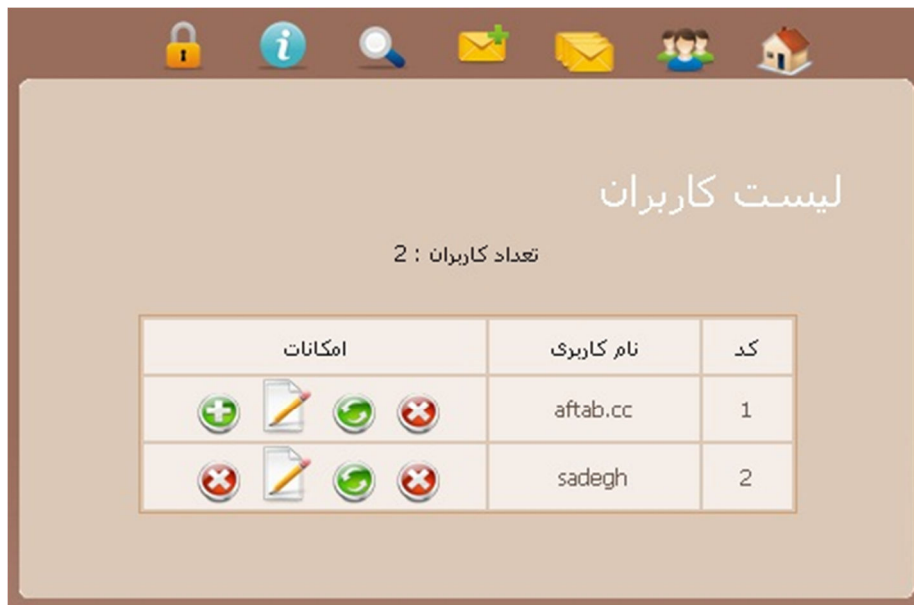 لیست کاربران
تعداد کاربران : 2
کد نام کاربری امکانات
1 aftab.cc
2 sadegh